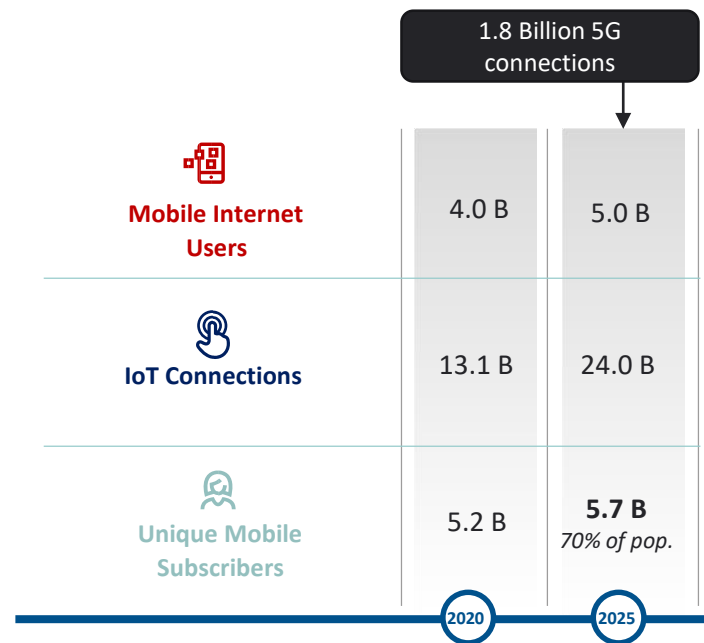 1.8 Billion 5G
connections
Mobile Internet
Users
4.0 B
5.0 B
IoT Connections
13.1 B
24.0 B
Unique Mobile
Subscribers
5.2 B
5.7 B
70% of pop.
2020
2025